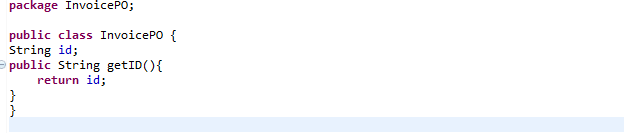 package InvoicePO;
public class InvoicePO {
String id;
public String getID(){
return id;
}
}